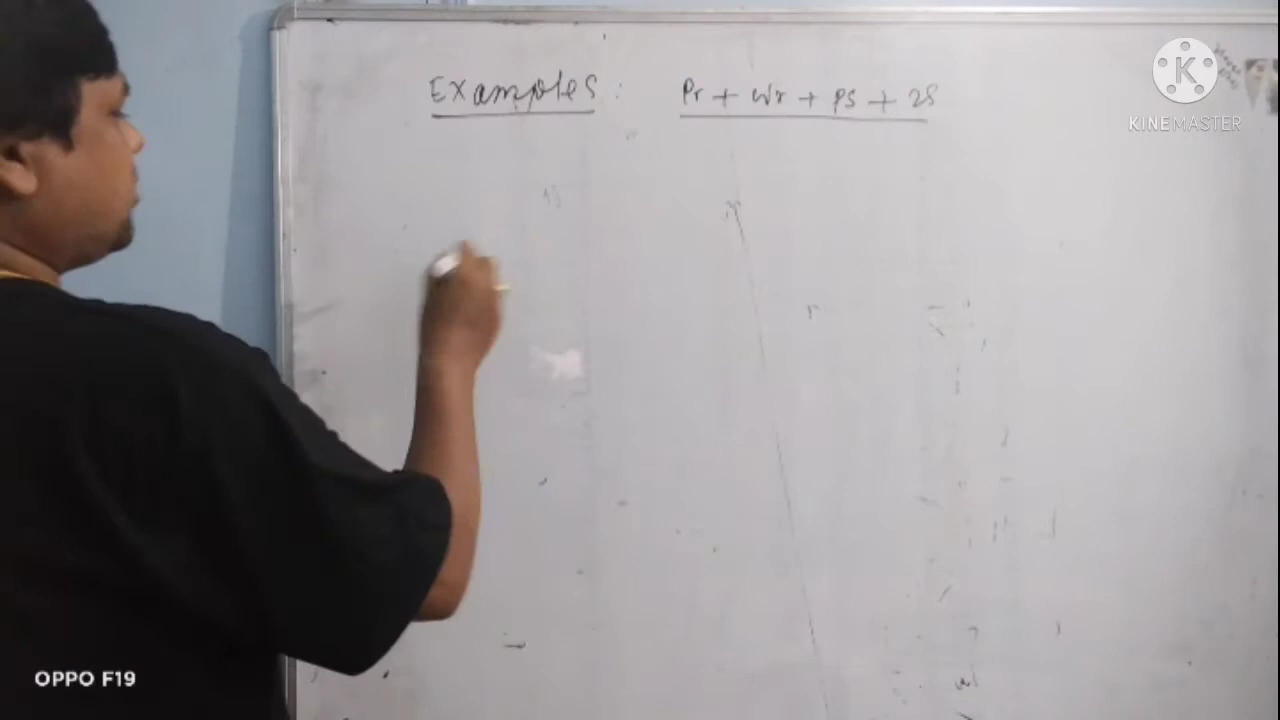 Examples : Pr + Wr + PS + 2S
KINEMASTER
OPPO F19